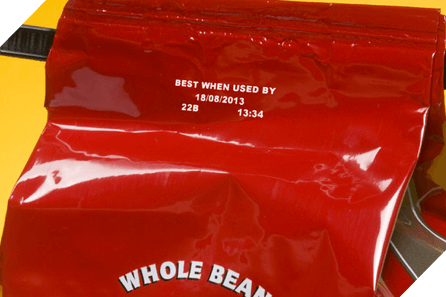 BEST WHEN USED BY
18/08/2013
22B 13:34
WHOLE BEAN